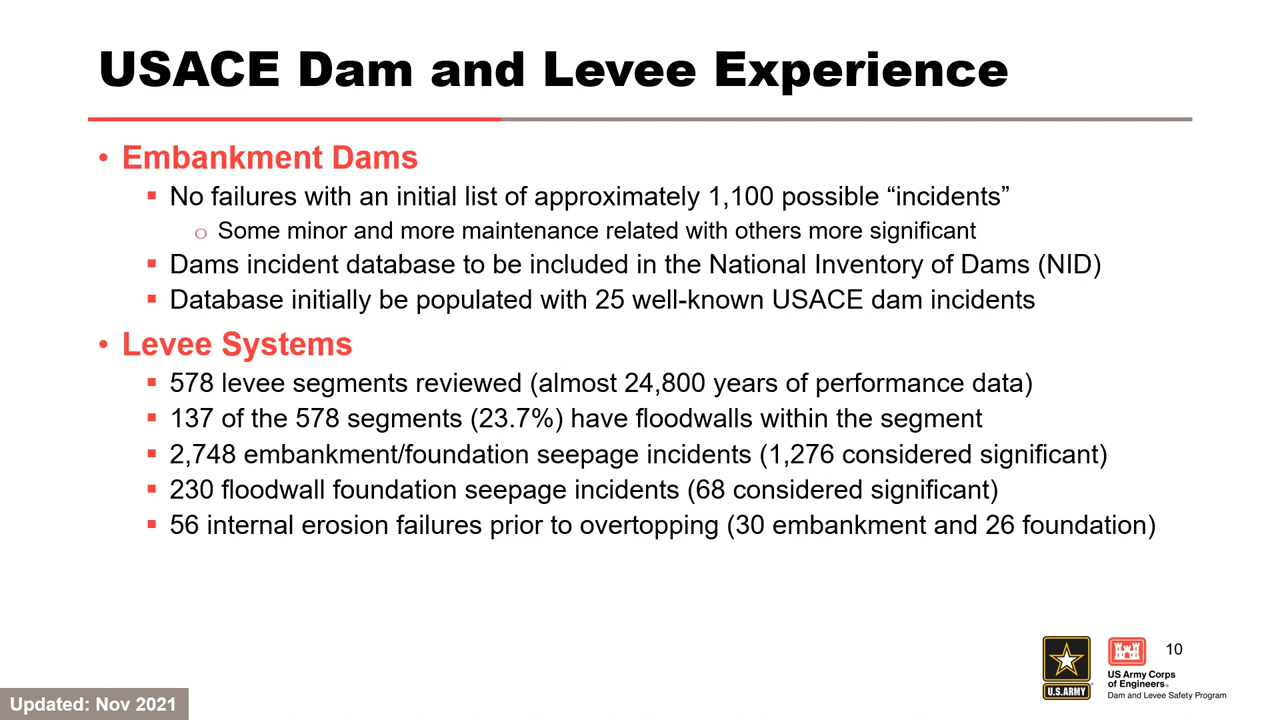 USACE Dam and Levee Experience
• Embankment Dams
▪ No failures with an initial list of approximately 1,100 possible “incidents”
o Some minor and more maintenance related with others more significant
▪ Dams incident database to be included in the National Inventory of Dams (NID)
▪ Database initially be populated with 25 well-known USACE dam incidents
• Levee Systems
▪ 578 levee segments reviewed (almost 24,800 years of performance data)
▪ 137 of the 578 segments (23.7%) have floodwalls within the segment
▪ 2,748 embankment/foundation seepage incidents (1,276 considered significant)
▪ 230 floodwall foundation seepage incidents (68 considered significant)
▪ 56 internal erosion failures prior to overtopping (30 embankment and 26 foundation)
10
U.S.ARMY
US Army Corps
of Engineers®
Dam and Levee Safety Program
Updated: Nov 2021